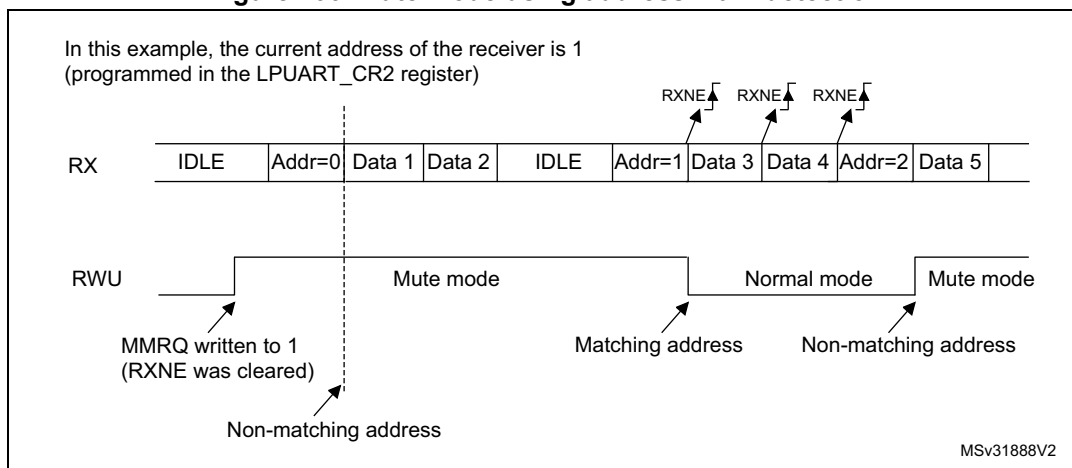 In this example, the current address of the receiver is 1
(programmed in the LPUART_CR2 register)
RXNE RXNE RXNE
RX IDLE Addr=0 Data 1 Data 2 IDLE Addr=1 Data 3 Data 4 Addr=2 Data 5
RWU Mute mode Normal mode Mute mode
MMRQ written to 1 Matching address Non-matching address
(RXNE was cleared)
Non-matching address
MSv31888V2